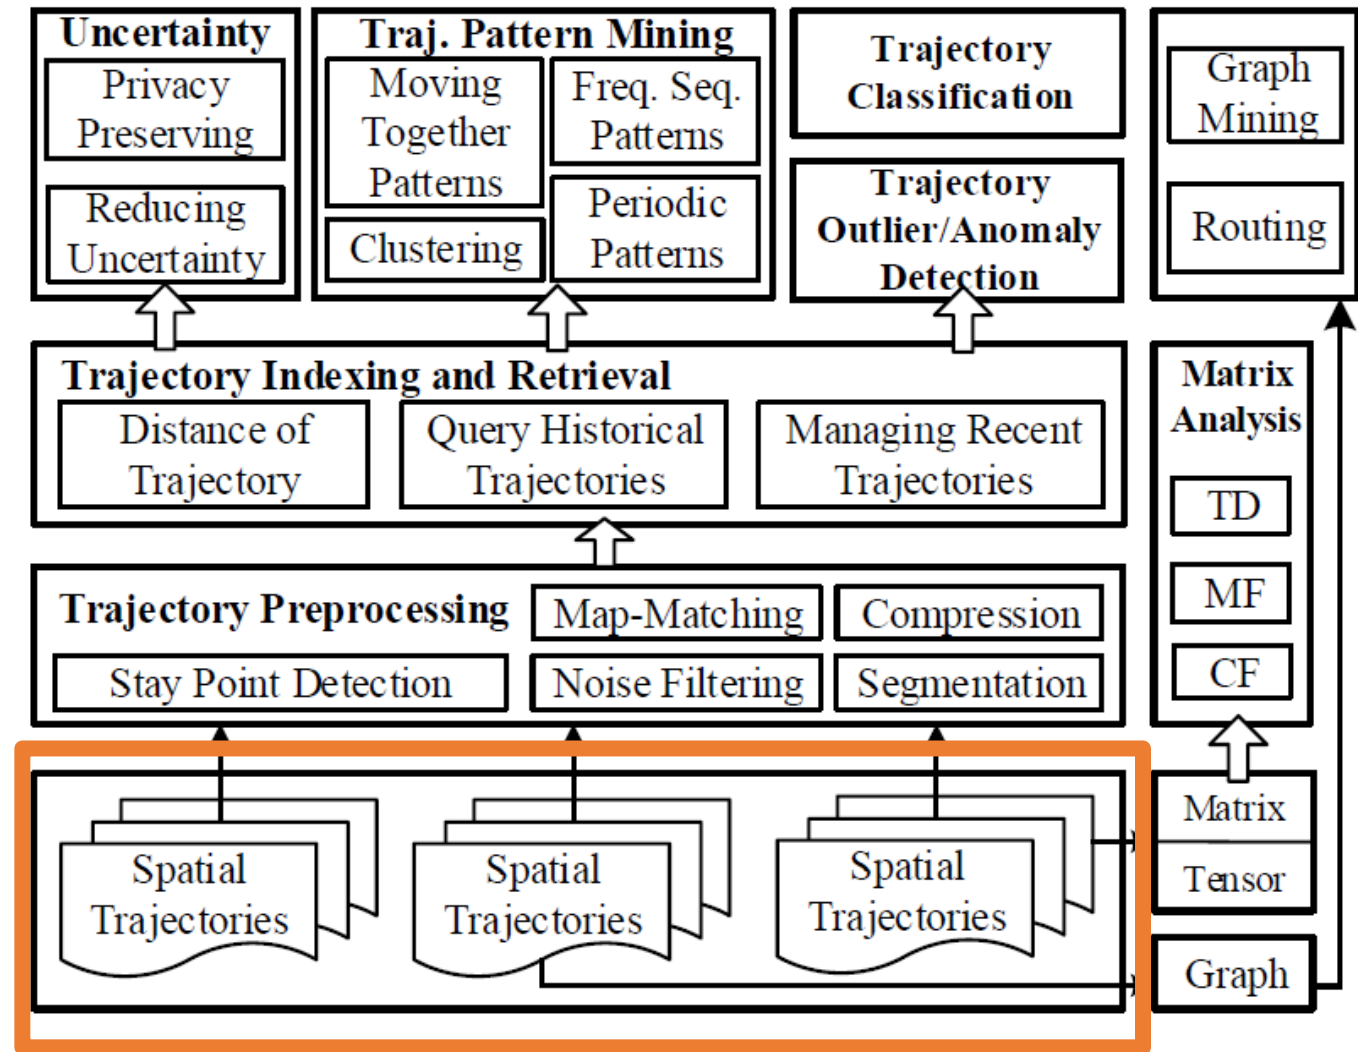 Uncertainty
Privacy
Preserving
Reducing
Uncertainty
Traj. Pattern Mining
Moving
Together
Patterns
Clustering
Freq. Seq.
Patterns
Periodic
Patterns
Trajectory
Classification
Trajectory
Outlier/Anomaly
Detection
Graph
Mining
Routing
Trajectory Indexing and Retrieval
Distance of
Trajectory
Query Historical
Trajectories
Managing Recent
Trajectories
Matrix
Analysis
TD
MF
CF
Trajectory Preprocessing
Map-Matching
Compression
Stay Point Detection
Noise Filtering
Segmentation
Spatial
Trajectories
Spatial
Trajectories
Spatial
Trajectories
Matrix
Tensor
Graph